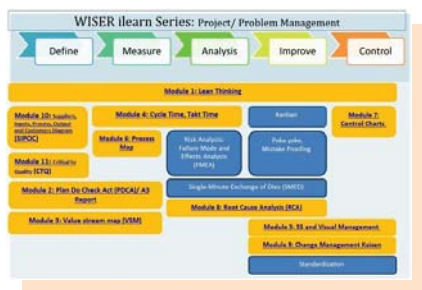 WISER ilearn Series: Project/ Problem Management
Define
Measure
Analysis
Improve
Control
Module 1: Lean Thinking
Module 10: Suppliers,
Inputs, Process, Output
and Customers Diagram
(SIPOC)
Module 4: Cycle Time, Takt Time
Kanban
Module 7:
Control Charts
Module 6: Process
Map
Risk Analysis:
Failure Mode and
Effects Analysis
(FMEA)
Poka yoke,
Mistake Proofing
Module 11: Critical to
Quality (CTQ)
Module 2: Plan Do Check Act (PDCA)/ A3
Report
Single-Minute Exchange of Dies (SMED)
Module 3: Value stream map (VSM)
Module 8: Root Cause Analysis (RCA)
Module 5: 5S and Visual Management
Module 9: Change Management Kaizen
Standardization